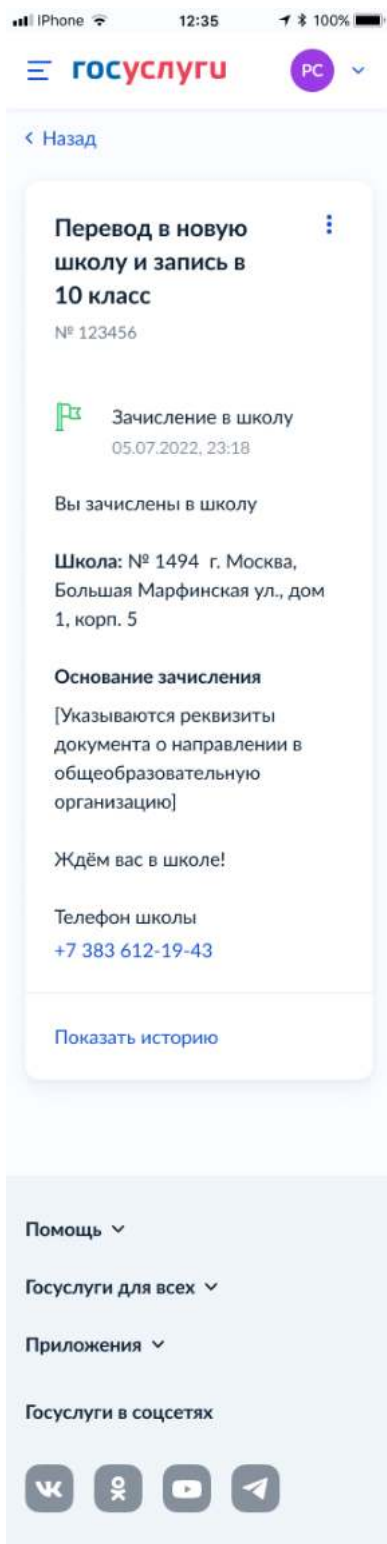 iPhone 12:35 100%
госуслуги РС
Назад
Перевод в новую
школу и запись в
10 класс
№ 123456
Зачисление в школу
05.07.2022, 23:18
Вы зачислены в школу
Школа: № 1494 г. Москва,
Большая Марфинская ул., дом
1, корп. 5
Основание зачисления
[Указываются реквизиты
документа о направлении в
общеобразовательную
организацию]
Ждём вас в школе!
Телефон школы
+7 383 612-19-43
Показать историю
Помощь
Госуслуги для всех
Приложения
Госуслуги в соцсетях